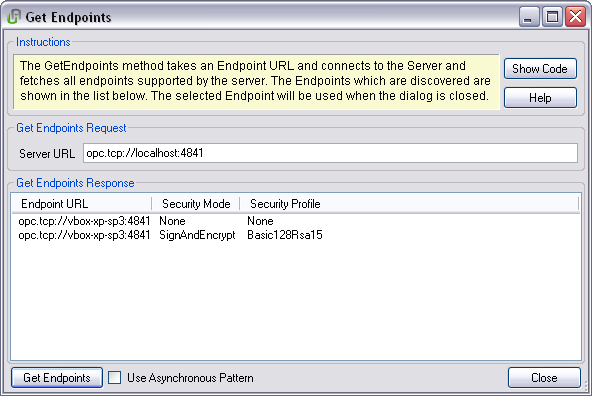 Get Endpoints
Instructions
The GetEndpoints method takes an Endpoint URL and connects to the Server and
fetches all endpoints supported by the server. The Endpoints which are discovered are
shown in the list below. The selected Endpoint will be used when the dialog is closed.
Show Code
Help
Get Endpoints Request
Server URL opc.tcp://localhost:4841
Get Endpoints Response
Endpoint URL Security Mode Security Profile
opc.tcp://vbox-xp-sp3:4841 None None
opc.tcp://vbox-xp-sp3:4841 SignAndEncrypt Basic128Rsa15
Get Endpoints Use Asynchronous Pattern Close